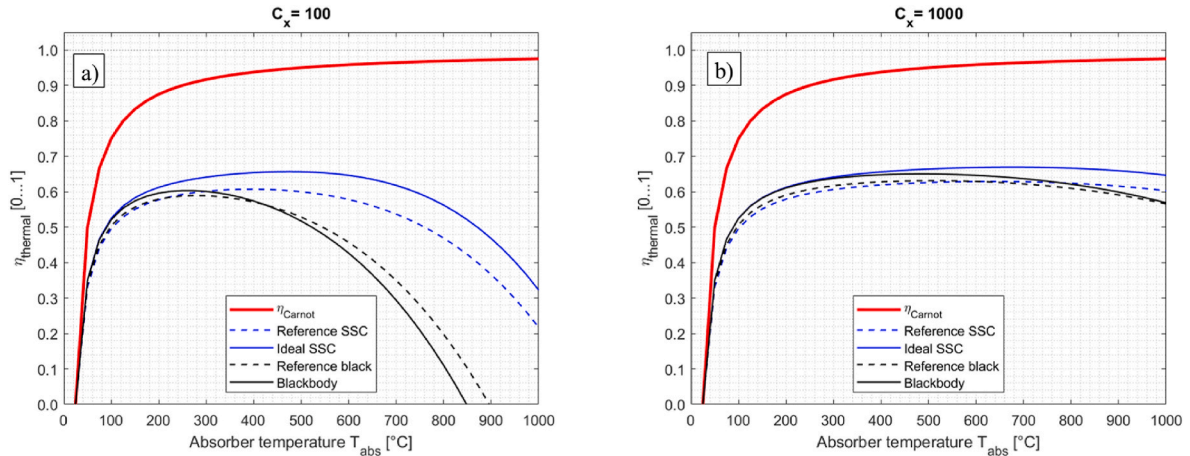 C_x= 100
a)
1.0
0.9
0.8
0.7
0.6
0.5
0.4
0.3
0.2
0.1
0.0
η_thermal [0...1]
η_Carnot
Reference SSC
Ideal SSC
Reference black
Blackbody
0 100 200 300 400 500 600 700 800 900 1000
Absorber temperature T_abs [°C]
C_x= 1000
b)
1.0
0.9
0.8
0.7
0.6
0.5
0.4
0.3
0.2
0.1
0.0
η_thermal [0...1]
η_Carnot
Reference SSC
Ideal SSC
Reference black
Blackbody
0 100 200 300 400 500 600 700 800 900 1000
Absorber temperature T_abs [°C]